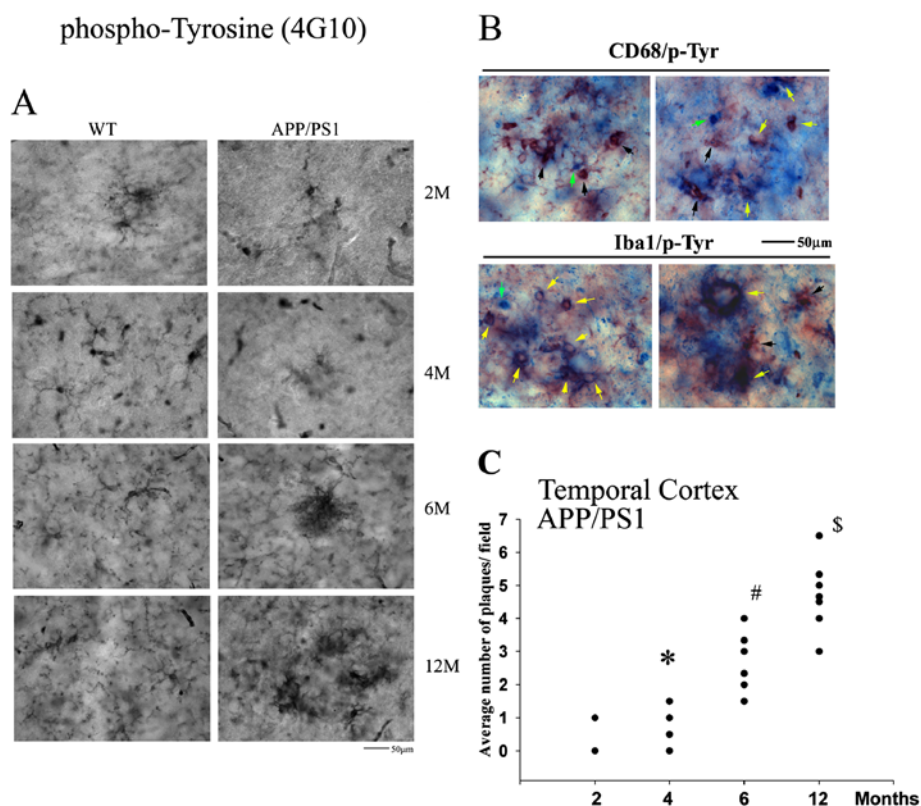 phospho-Tyrosine (4G10)
A
WT APP/PS1
2M
4M
6M
12M
50µm
B
CD68/p-Tyr
Iba1/p-Tyr
50µm
C
Temporal Cortex
APP/PS1
Average number of plaques/ field
7
6
5
4
3
2
1
0
*
#
$
2 4 6 12 Months